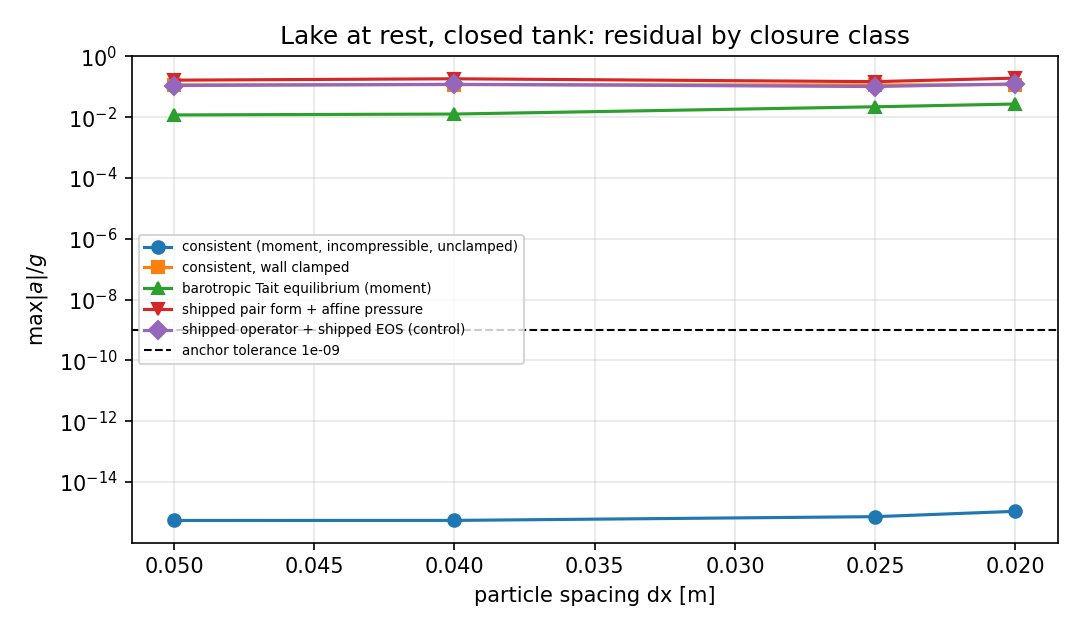 Lake at rest, closed tank: residual by closure class
max|a|/g
10^0
10^-2
10^-4
10^-6
10^-8
10^-10
10^-12
10^-14
consistent (moment, incompressible, unclamped)
consistent, wall clamped
barotropic Tait equilibrium (moment)
shipped pair form + affine pressure
shipped operator + shipped EOS (control)
anchor tolerance 1e-09
0.050 0.045 0.040 0.035 0.030 0.025 0.020
particle spacing dx [m]